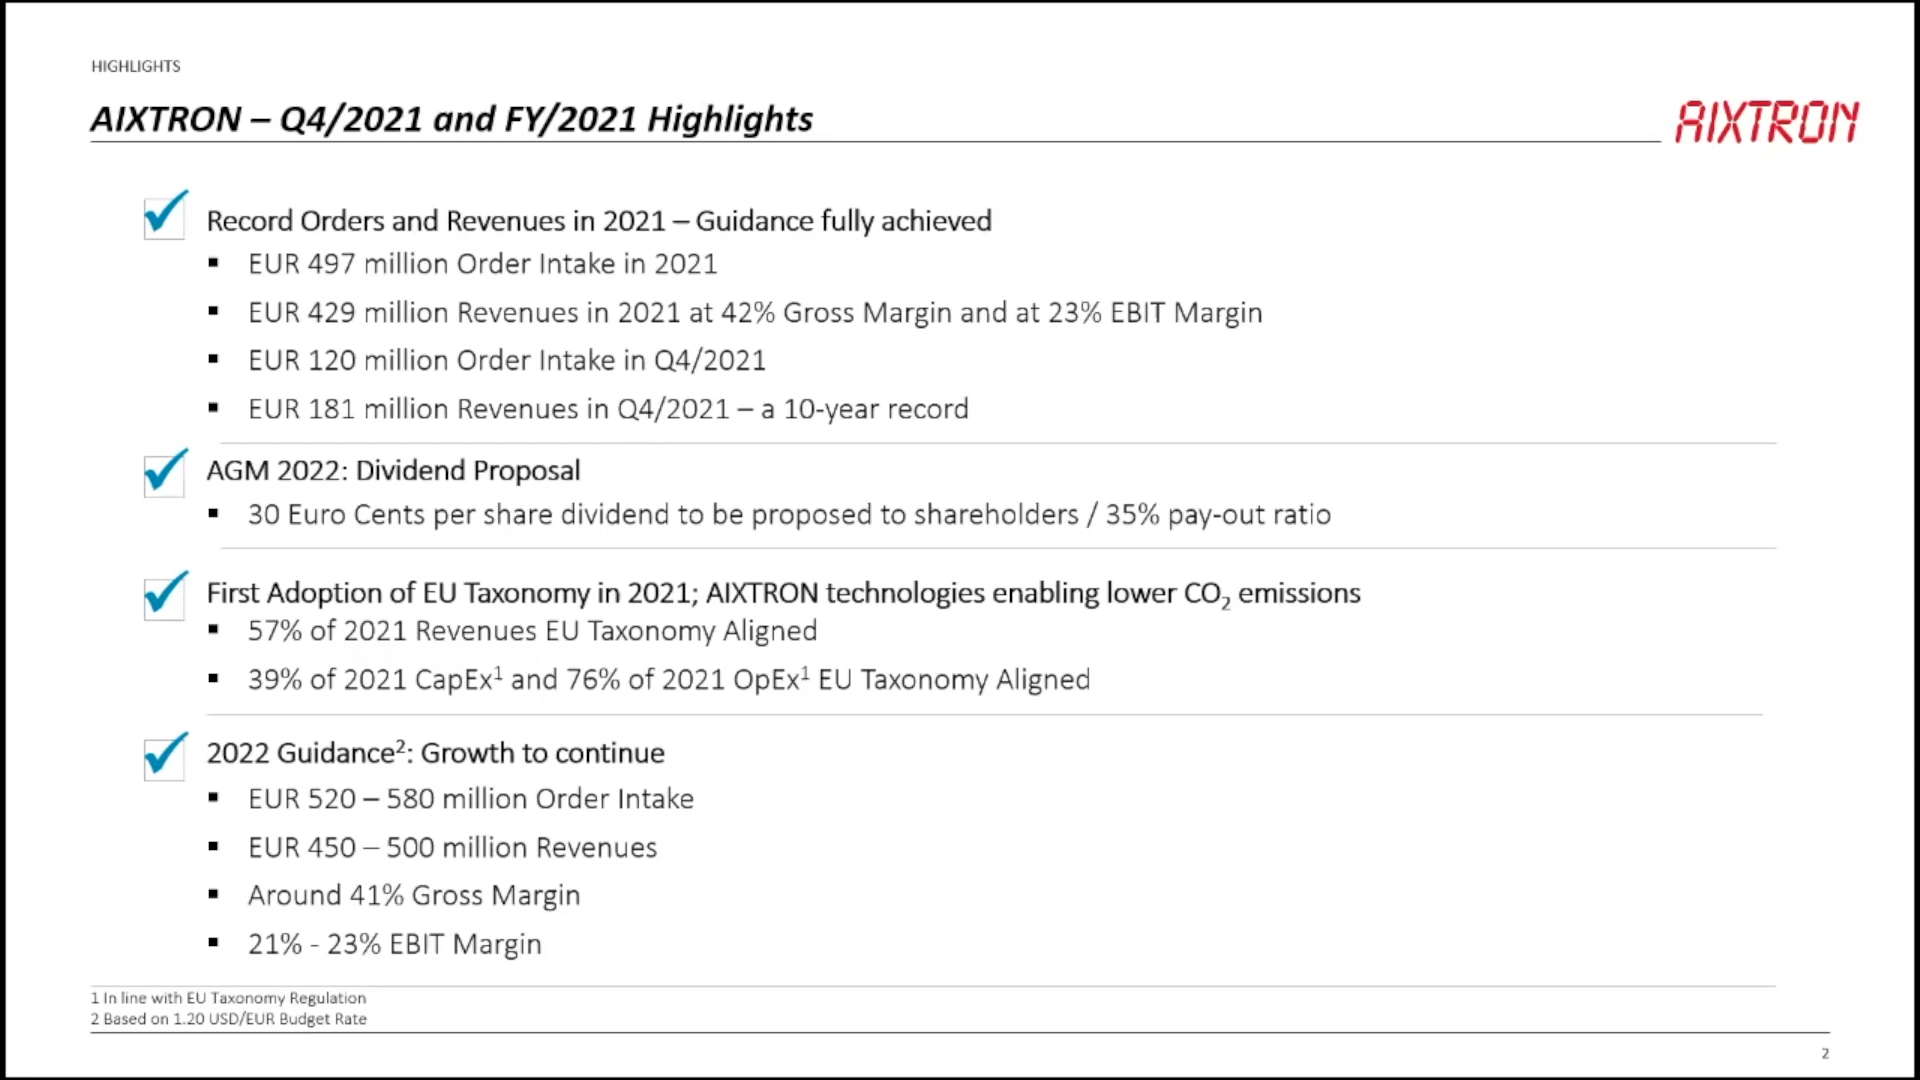 HIGHLIGHTS
AIXTRON – Q4/2021 and FY/2021 Highlights
AIXTRON
Record Orders and Revenues in 2021 – Guidance fully achieved
▪ EUR 497 million Order Intake in 2021
▪ EUR 429 million Revenues in 2021 at 42% Gross Margin and at 23% EBIT Margin
▪ EUR 120 million Order Intake in Q4/2021
▪ EUR 181 million Revenues in Q4/2021 – a 10-year record
AGM 2022: Dividend Proposal
▪ 30 Euro Cents per share dividend to be proposed to shareholders / 35% pay-out ratio
First Adoption of EU Taxonomy in 2021; AIXTRON technologies enabling lower CO₂ emissions
▪ 57% of 2021 Revenues EU Taxonomy Aligned
▪ 39% of 2021 CapEx¹ and 76% of 2021 OpEx¹ EU Taxonomy Aligned
2022 Guidance²: Growth to continue
▪ EUR 520 – 580 million Order Intake
▪ EUR 450 – 500 million Revenues
▪ Around 41% Gross Margin
▪ 21% - 23% EBIT Margin
1 In line with EU Taxonomy Regulation
2 Based on 1.20 USD/EUR Budget Rate
2